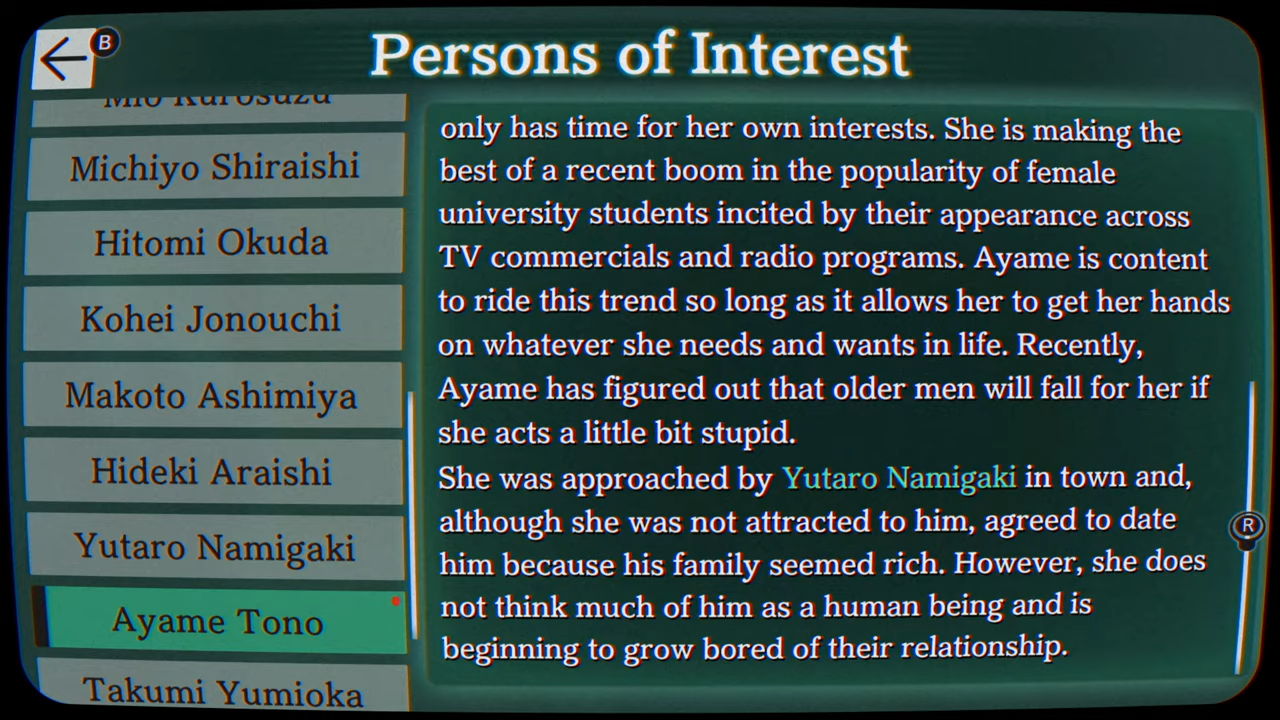 B
Persons of Interest
Mio Kurosuzu
Michiyo Shiraishi
Hitomi Okuda
Kohei Jonouchi
Makoto Ashimiya
Hideki Araishi
Yutaro Namigaki
Ayame Tono
Takumi Yumioka
only has time for her own interests. She is making the
best of a recent boom in the popularity of female
university students incited by their appearance across
TV commercials and radio programs. Ayame is content
to ride this trend so long as it allows her to get her hands
on whatever she needs and wants in life. Recently,
Ayame has figured out that older men will fall for her if
she acts a little bit stupid.
She was approached by Yutaro Namigaki in town and,
although she was not attracted to him, agreed to date
him because his family seemed rich. However, she does
not think much of him as a human being and is
beginning to grow bored of their relationship.
R